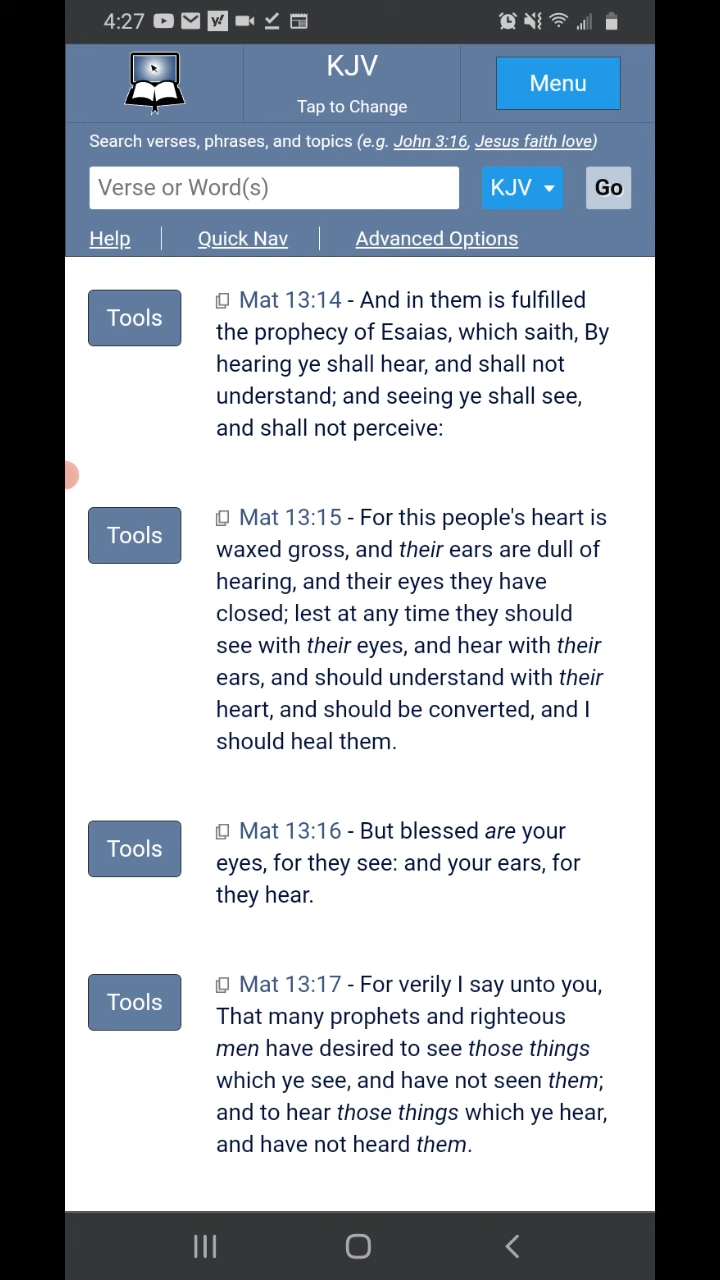 4:27
KJV
Tap to Change
Menu
Search verses, phrases, and topics (e.g. John 3:16, Jesus faith love)
Verse or Word(s)
KJV
Go
Help
Quick Nav
Advanced Options
Tools
Mat 13:14 - And in them is fulfilled
the prophecy of Esaias, which saith, By
hearing ye shall hear, and shall not
understand; and seeing ye shall see,
and shall not perceive:
Tools
Mat 13:15 - For this people's heart is
waxed gross, and their ears are dull of
hearing, and their eyes they have
closed; lest at any time they should
see with their eyes, and hear with their
ears, and should understand with their
heart, and should be converted, and I
should heal them.
Tools
Mat 13:16 - But blessed are your
eyes, for they see: and your ears, for
they hear.
Tools
Mat 13:17 - For verily I say unto you,
That many prophets and righteous
men have desired to see those things
which ye see, and have not seen them;
and to hear those things which ye hear,
and have not heard them.